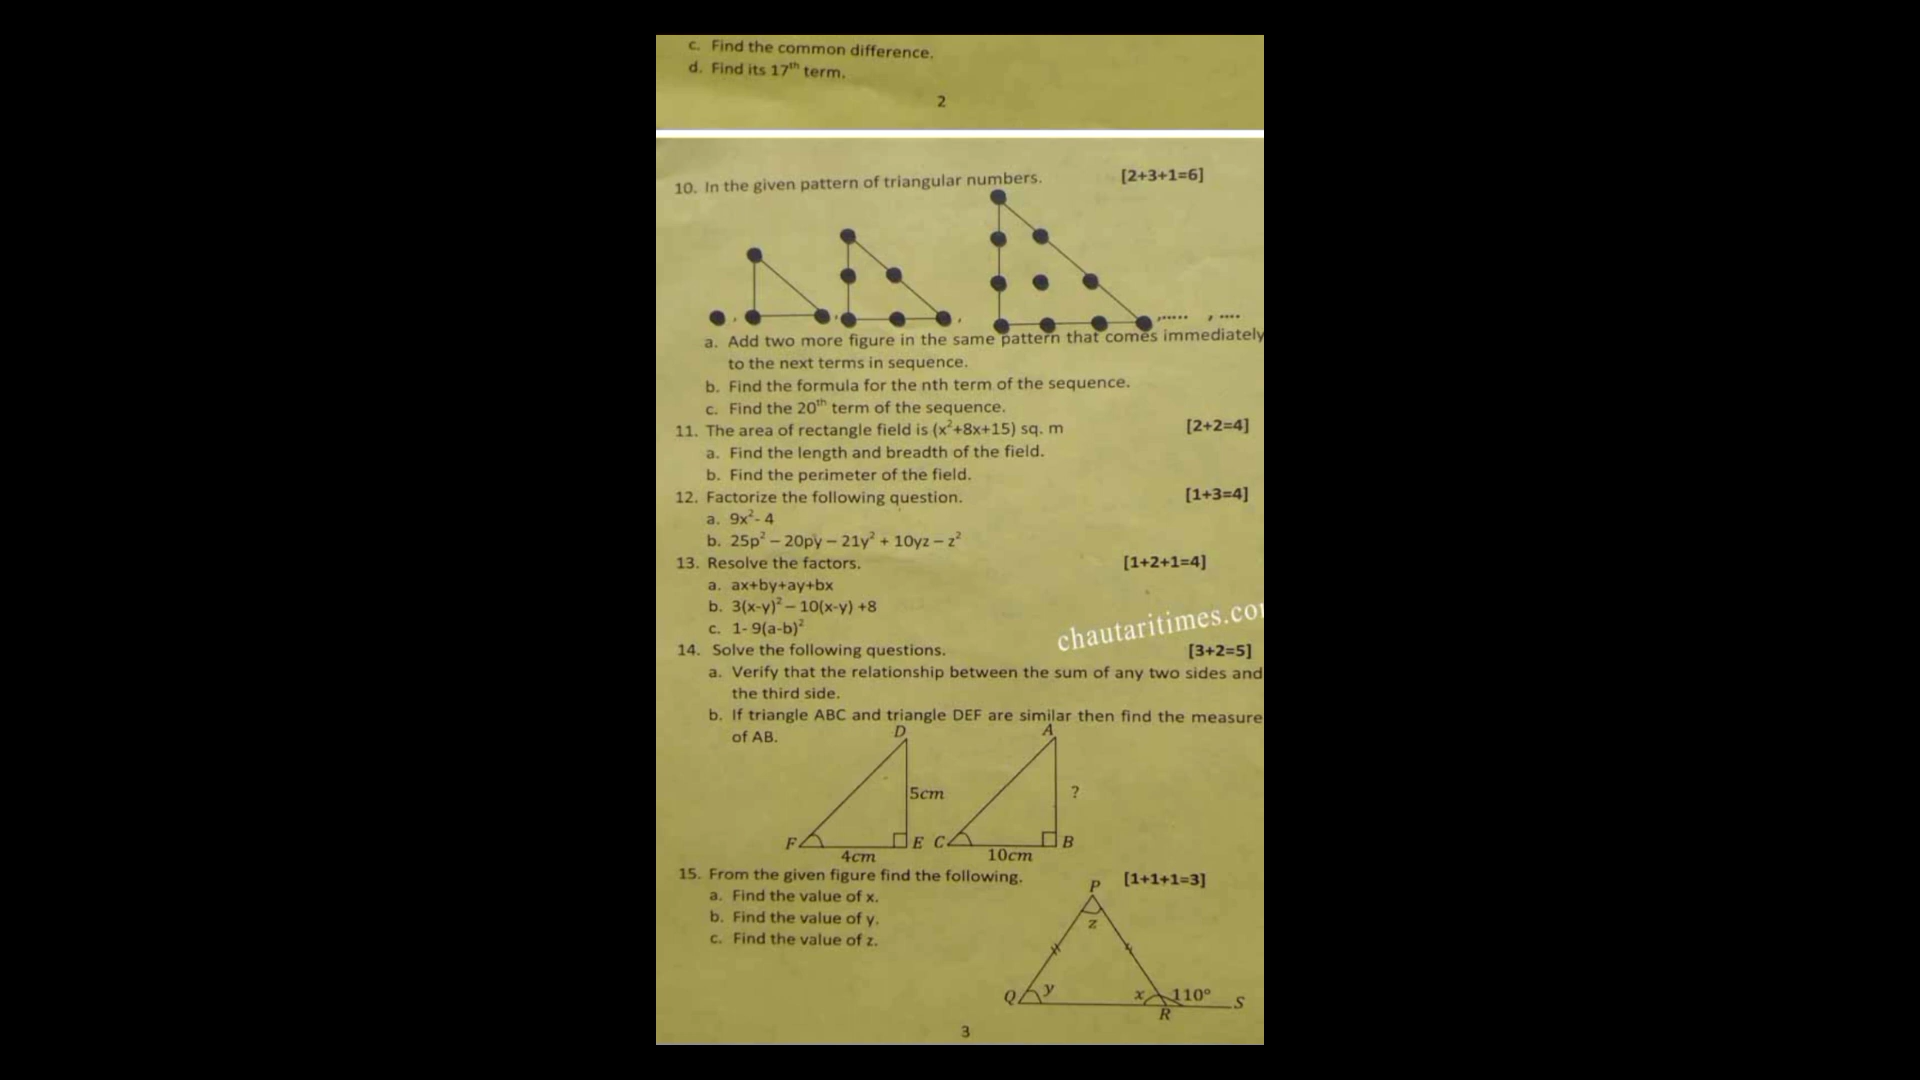 c. Find the common difference.
d. Find its 17th term.
2
10. In the given pattern of triangular numbers. [2+3+1=6]
, , , ,..... , ....
a. Add two more figure in the same pattern that comes immediately
to the next terms in sequence.
b. Find the formula for the nth term of the sequence.
c. Find the 20th term of the sequence.
11. The area of rectangle field is (x²+8x+15) sq. m [2+2=4]
a. Find the length and breadth of the field.
b. Find the perimeter of the field.
12. Factorize the following question. [1+3=4]
a. 9x²- 4
b. 25p² – 20py – 21y² + 10yz – z²
13. Resolve the factors. [1+2+1=4]
a. ax+by+ay+bx
b. 3(x-y)² – 10(x-y) +8
c. 1- 9(a-b)²
chautaritimes.co
14. Solve the following questions. [3+2=5]
a. Verify that the relationship between the sum of any two sides and
the third side.
b. If triangle ABC and triangle DEF are similar then find the measure
of AB.
D A
5cm ?
F E C B
4cm 10cm
15. From the given figure find the following. [1+1+1=3]
P
a. Find the value of x.
b. Find the value of y.
z
c. Find the value of z.
Q y x 110° S
R
3